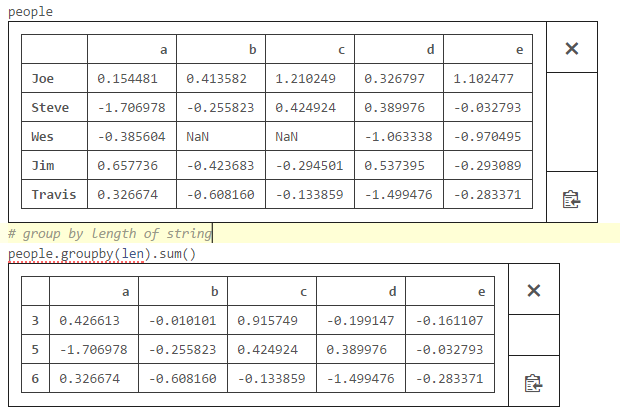 people
a b c d e
Joe 0.154481 0.413582 1.210249 0.326797 1.102477
Steve -1.706978 -0.255823 0.424924 0.389976 -0.032793
Wes -0.385604 NaN NaN -1.063338 -0.970495
Jim 0.657736 -0.423683 -0.294501 0.537395 -0.293089
Travis 0.326674 -0.608160 -0.133859 -1.499476 -0.283371
# group by length of string
people.groupby(len).sum()
a b c d e
3 0.426613 -0.010101 0.915749 -0.199147 -0.161107
5 -1.706978 -0.255823 0.424924 0.389976 -0.032793
6 0.326674 -0.608160 -0.133859 -1.499476 -0.283371